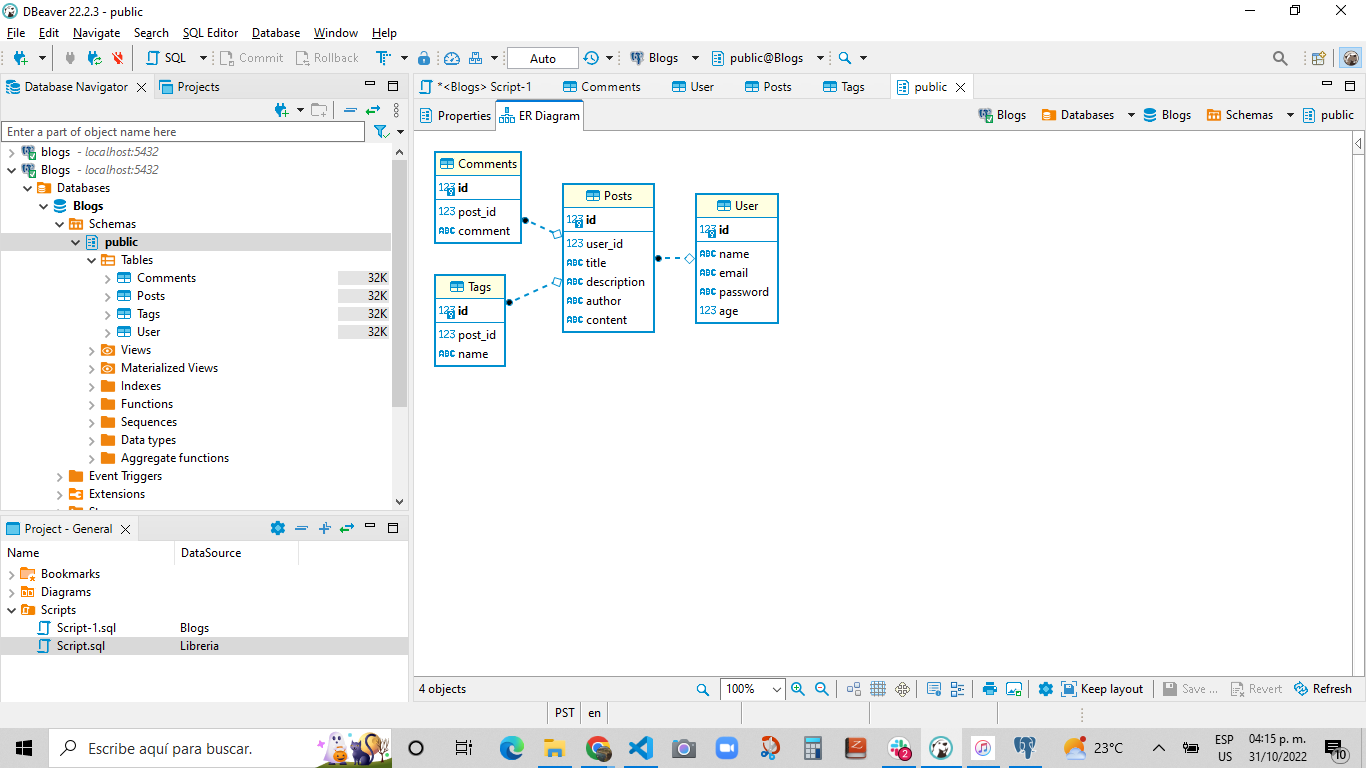 DBeaver 22.2.3 - public
File Edit Navigate Search SQL Editor Database Window Help
SQL Commit Rollback Auto Blogs public@Blogs
Database Navigator Projects
*<Blogs> Script-1 Comments User Posts Tags public
Properties ER Diagram Blogs Databases Blogs Schemas public
Enter a part of object name here
blogs - localhost:5432
Blogs - localhost:5432
Databases
Blogs
Schemas
public
Tables
Comments 32K
Posts 32K
Tags 32K
User 32K
Views
Materialized Views
Indexes
Functions
Sequences
Data types
Aggregate functions
Event Triggers
Extensions
Comments
123 id
123 post_id
ABC comment
Tags
123 id
123 post_id
ABC name
Posts
123 id
123 user_id
ABC title
ABC description
ABC author
ABC content
User
123 id
ABC name
ABC email
ABC password
123 age
Project - General
Name DataSource
Bookmarks
Diagrams
Scripts
Script-1.sql Blogs
Script.sql Libreria
4 objects 100% Keep layout Save ... Revert Refresh
PST en
Escribe aquí para buscar.
2
23°C
ESP
US
04:15 p. m.
31/10/2022
10